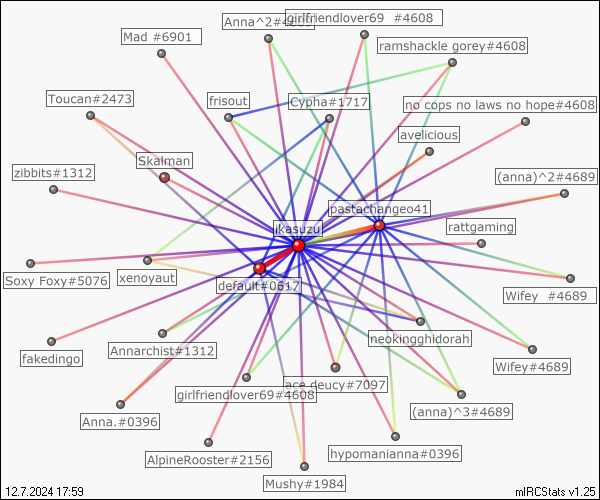 girlfriendlover69 #4608
Anna^2#4689
Mad #6901
ramshackle gorey#4608
Toucan#2473
frisout
Cypha#1717
no cops no laws no hope#4608
avelicious
Skalman
zibbits#1312
(anna)^2#4689
pastachangeo41
ikasuzu
rattgaming
Soxy Foxy#5076
xenoyaut
default#0617
Wifey #4689
neokingghidorah
Annarchist#1312
fakedingo
Wifey#4689
ace deucy#7097
girlfriendlover69#4608
Anna.#0396
(anna)^3#4689
hypomanianna#0396
AlpineRooster#2156
Mushy#1984
12.7.2024 17:59
mIRCStats v1.25